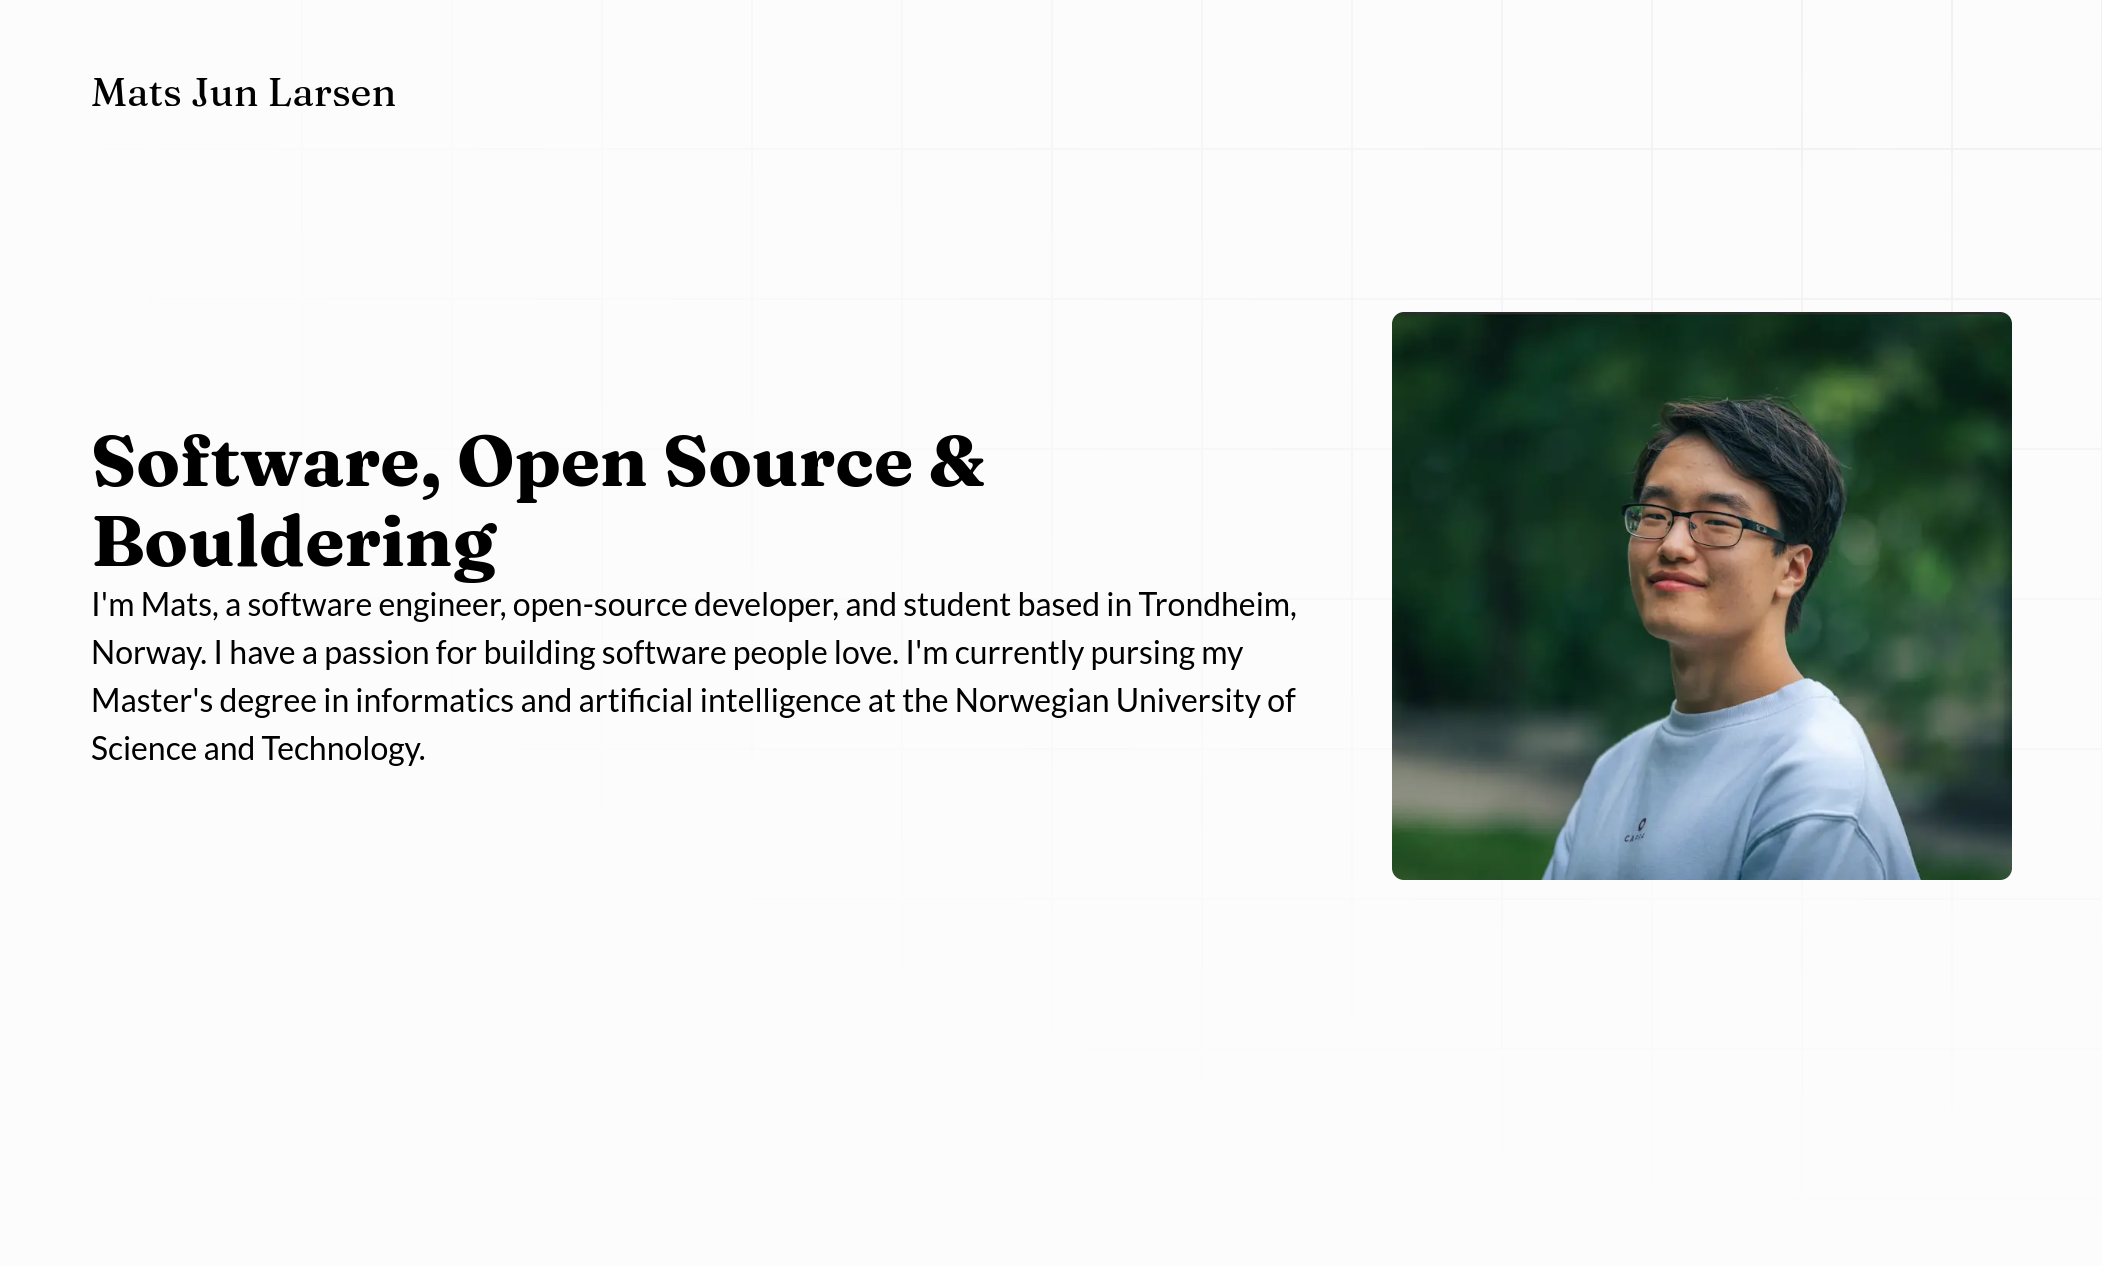 Mats Jun Larsen
Software, Open Source &
Bouldering
I'm Mats, a software engineer, open-source developer, and student based in Trondheim,
Norway. I have a passion for building software people love. I'm currently pursing my
Master's degree in informatics and artificial intelligence at the Norwegian University of
Science and Technology.